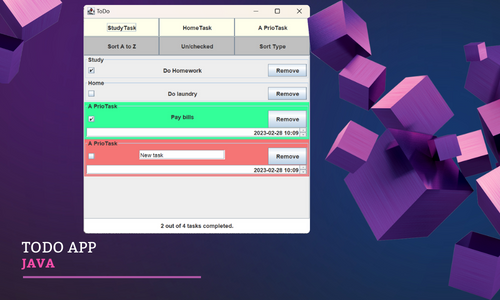 ToDo
StudyTask HomeTask A PrioTask
Sort A to Z Un/checked Sort Type
Study
Do Homework Remove
Home
Do laundry Remove
A PrioTask
Pay bills Remove
2023-02-28 10:09
A PrioTask
New task Remove
2023-02-28 10:09
2 out of 4 tasks completed.
TODO APP
JAVA